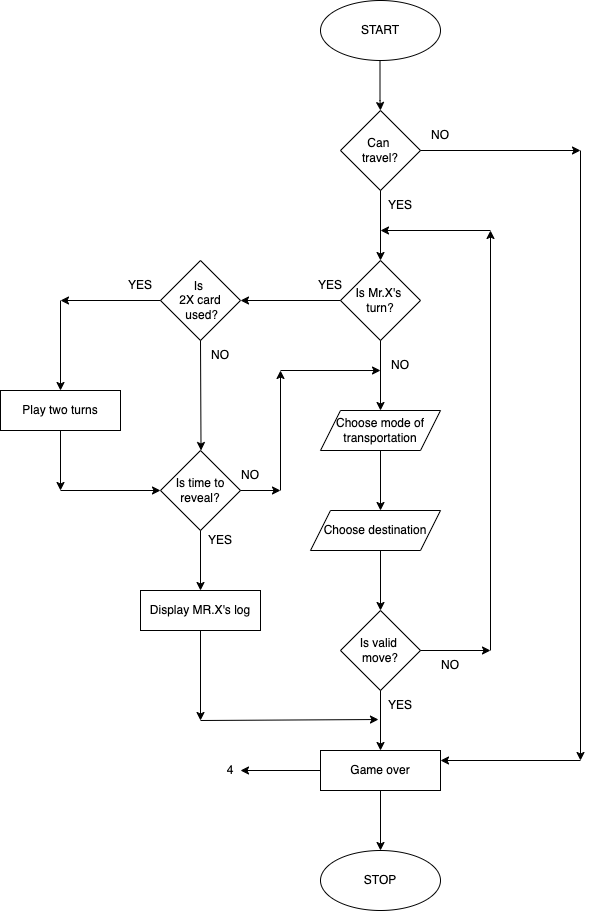 START
Can
travel?
NO
YES
Is
2X card
used?
YES
YES
Is Mr.X's
turn?
NO
NO
Play two turns
Choose mode of
transportation
Is time to
reveal?
NO
YES
Choose destination
Display MR.X's log
Is valid
move?
NO
YES
4
Game over
STOP